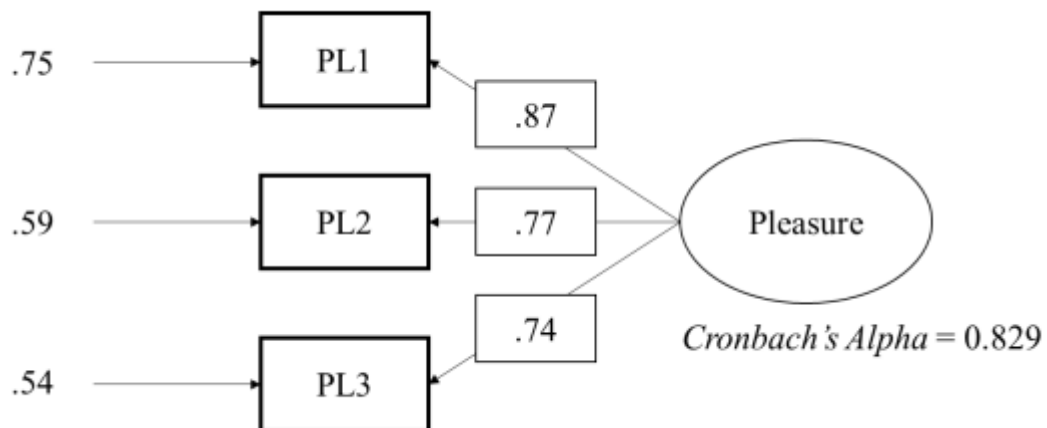 .75
PL1
.87
.59
PL2
.77
Pleasure
.74
Cronbach's Alpha = 0.829
.54
PL3